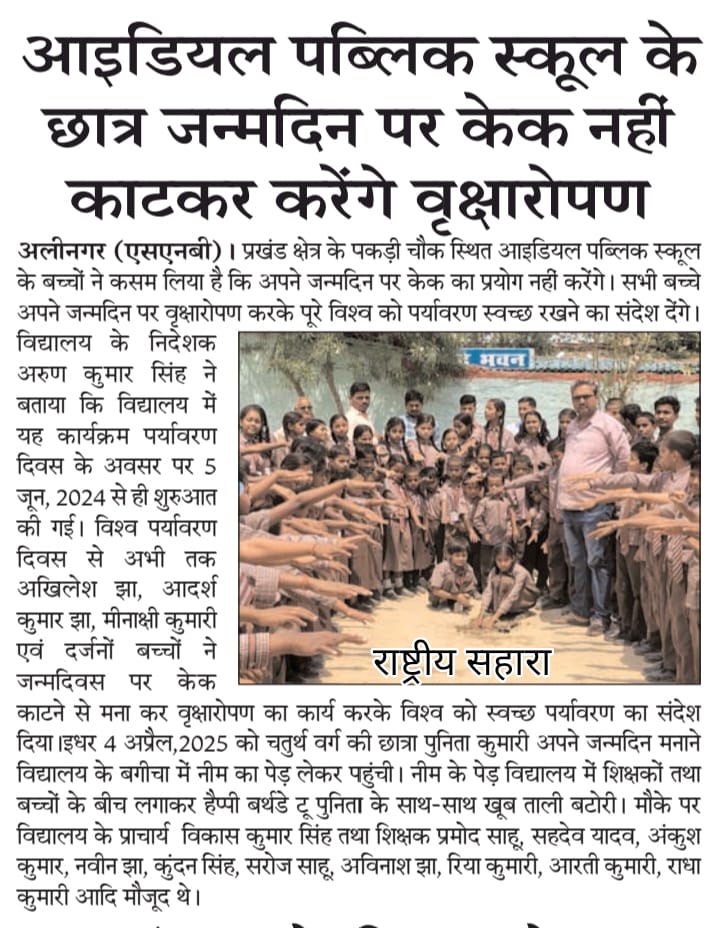 आइडियल पब्लिक स्कूल के
छात्र जन्मदिन पर केक नहीं
काटकर करेंगे वृक्षारोपण
अलीनगर (एसएनबी)। प्रखंड क्षेत्र के पकड़ी चौक स्थित आइडियल पब्लिक स्कूल
के बच्चों ने कसम लिया है कि अपने जन्मदिन पर केक का प्रयोग नहीं करेंगे। सभी बच्चे
अपने जन्मदिन पर वृक्षारोपण करके पूरे विश्व को पर्यावरण स्वच्छ रखने का संदेश देंगे।
विद्यालय के निदेशक
अरुण कुमार सिंह ने
बताया कि विद्यालय में
यह कार्यक्रम पर्यावरण
दिवस के अवसर पर 5
जून, 2024 से ही शुरुआत
की गई। विश्व पर्यावरण
दिवस से अभी तक
अखिलेश झा, आदर्श
कुमार झा, मीनाक्षी कुमारी
एवं दर्जनों बच्चों ने
जन्मदिवस पर केक
भवन
राष्ट्रीय सहारा
काटने से मना कर वृक्षारोपण का कार्य करके विश्व को स्वच्छ पर्यावरण का संदेश
दिया।इधर 4 अप्रैल,2025 को चतुर्थ वर्ग की छात्रा पुनिता कुमारी अपने जन्मदिन मनाने
विद्यालय के बगीचा में नीम का पेड़ लेकर पहुंची। नीम के पेड़ विद्यालय में शिक्षकों तथा
बच्चों के बीच लगाकर हैप्पी बर्थडे टू पुनिता के साथ-साथ खूब ताली बटोरी। मौके पर
विद्यालय के प्राचार्य विकास कुमार सिंह तथा शिक्षक प्रमोद साहू, सहदेव यादव, अंकुश
कुमार, नवीन झा, कुंदन सिंह, सरोज साहू, अविनाश झा, रिया कुमारी, आरती कुमारी, राधा
कुमारी आदि मौजूद थे।